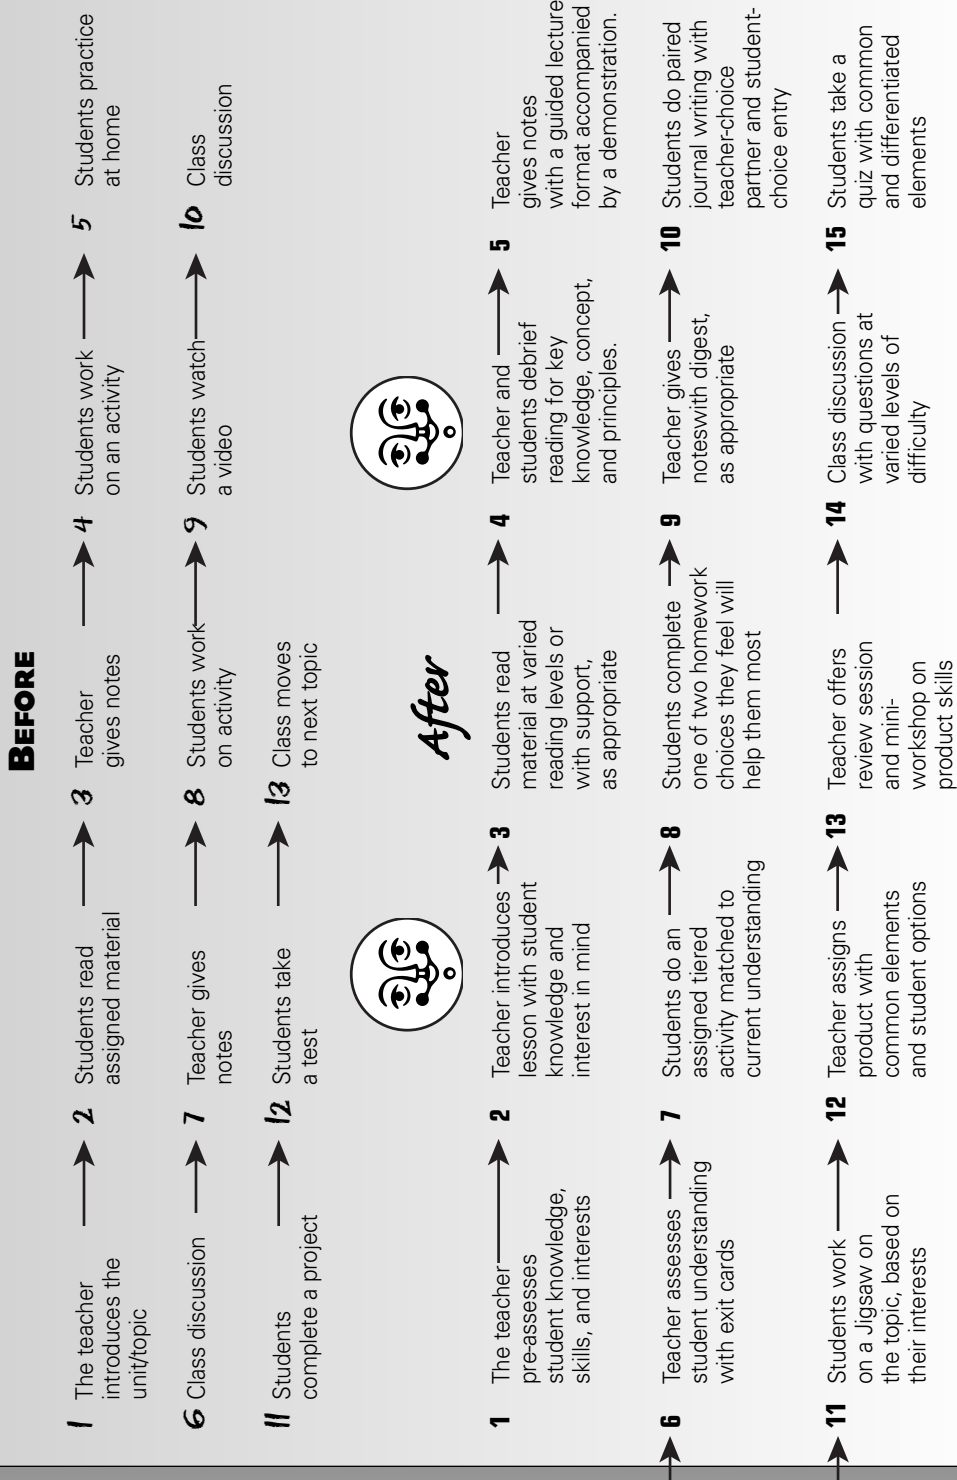 BEFORE
1 The teacher
introduces the
unit/topic
2 Students read
assigned material
3 Teacher
gives notes
4 Students work
on an activity
5 Students practice
at home
6 Class discussion
7 Teacher gives
notes
8 Students work
on activity
9 Students watch
a video
10 Class
discussion
11 Students
complete a project
12 Students take
a test
13 Class moves
to next topic
After
1 The teacher
pre-assesses
student knowledge,
skills, and interests
2 Teacher introduces
lesson with student
knowledge and
interest in mind
3 Students read
material at varied
reading levels or
with support,
as appropriate
4 Teacher and
students debrief
reading for key
knowledge, concept,
and principles.
5 Teacher
gives notes
with a guided lecture
format accompanied
by a demonstration.
6 Teacher assesses
student understanding
with exit cards
7 Students do an
assigned tiered
activity matched to
current understanding
8 Students complete
one of two homework
choices they feel will
help them most
9 Teacher gives
noteswith digest,
as appropriate
10 Students do paired
journal writing with
teacher-choice
partner and student-
choice entry
11 Students work
on a Jigsaw on
the topic, based on
their interests
12 Teacher assigns
product with
common elements
and student options
13 Teacher offers
review session
and mini-
workshop on
product skills
14 Class discussion
with questions at
varied levels of
difficulty
15 Students take a
quiz with common
and differentiated
elements